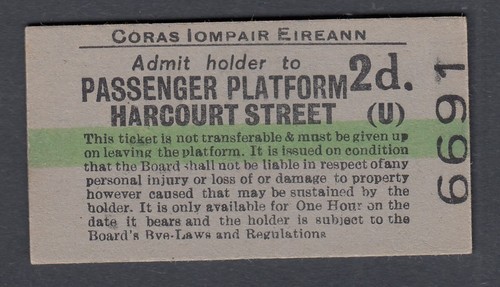 CORAS IOMPAIR EIREANN
Admit holder to
PASSENGER PLATFORM 2d.
HARCOURT STREET (U)
This ticket is not transferable & must be given up
on leaving the platform. It is issued on condition
that the Board shall not be liable in respect of any
personal injury or loss of or damage to property
however caused that may be sustained by the
holder. It is only available for One Hour on the
date it bears and the holder is subject to the
Board's Bye-Laws and Regulations
6691